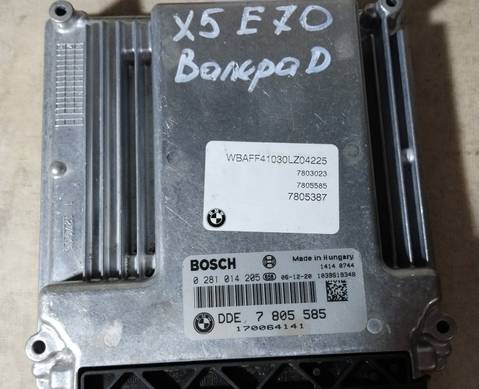 X5 E70
Валера D
WBAFF41030LZ04225
7803023
7805585
7805387
BOSCH Made in Hungary
1414 8744
0 281 014 205 06-12-20 1039S19348
DDE. 7 805 585
170064141